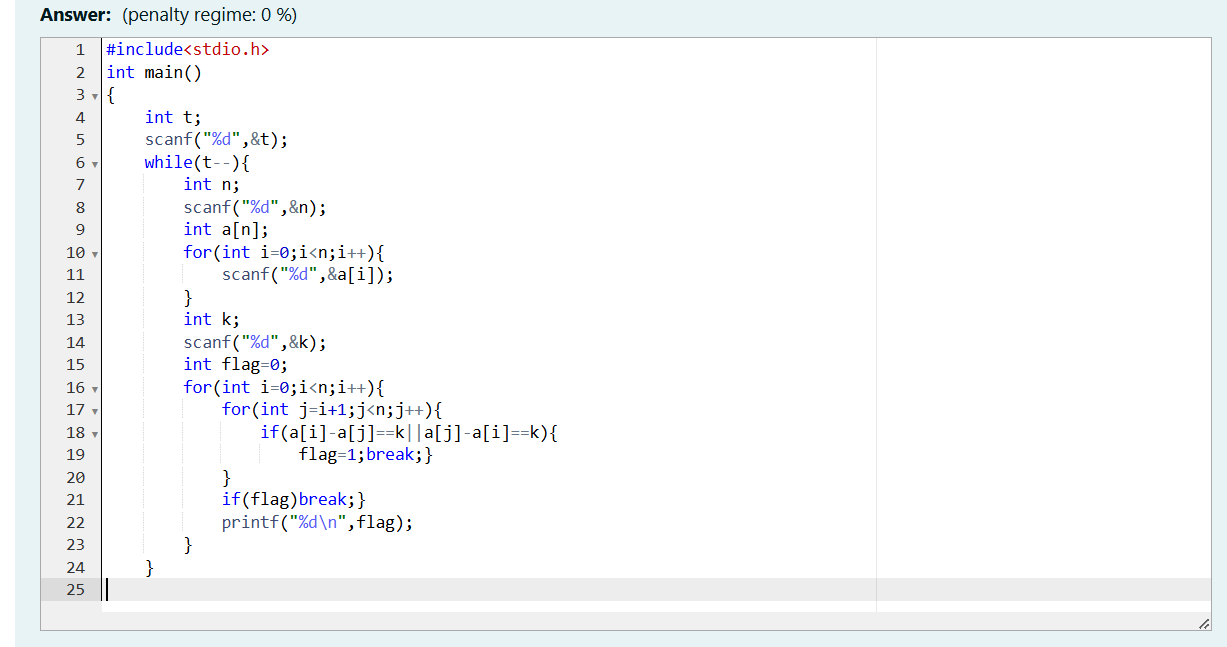 Answer: (penalty regime: 0 %)
1 #include<stdio.h>
2 int main()
3 {
4     int t;
5     scanf("%d",&t);
6     while(t--){
7         int n;
8         scanf("%d",&n);
9         int a[n];
10         for(int i=0;i<n;i++){
11             scanf("%d",&a[i]);
12         }
13         int k;
14         scanf("%d",&k);
15         int flag=0;
16         for(int i=0;i<n;i++){
17             for(int j=i+1;j<n;j++){
18                 if(a[i]-a[j]==k||a[j]-a[i]==k){
19                     flag=1;break;}
20             }
21             if(flag)break;}
22             printf("%d\n",flag);
23         }
24     }
25